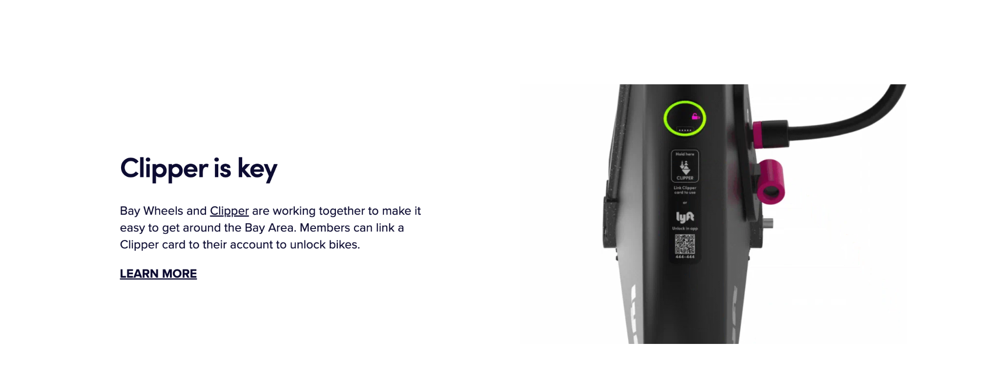 Clipper is key
Bay Wheels and Clipper are working together to make it
easy to get around the Bay Area. Members can link a
Clipper card to their account to unlock bikes.
LEARN MORE
Hold here
CLIPPER
Link Clipper
card to use
or
lyft
Unlock in app
444-444